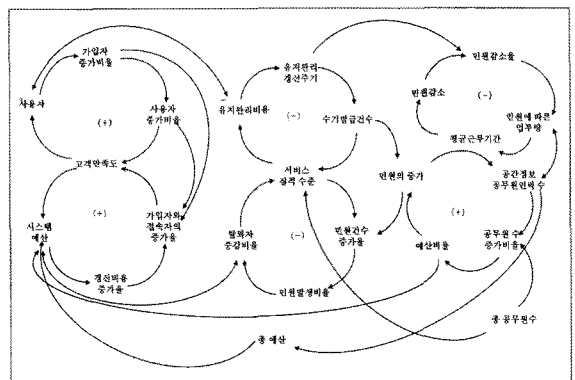 가입자
증가비율
사용자
(+)
사용자
증가비율
고객만족도
(+)
시스템
예산
가입자와
접속자의
증가율
갱신비용
증가율
유지관리
갱신주기
유지관리비용
(-)
수기발급건수
서비스
질적 수준
탈퇴자
증감비율
(-)
민원건수
증가율
민원발생비율
민원의 증가
민원감소율
민원감소
(-)
민원에 따른
업무량
평균근무기간
공간정보
공무원인력 수
(+)
예산비율
공무원 수
증가비율
총 공무원수
총 예산